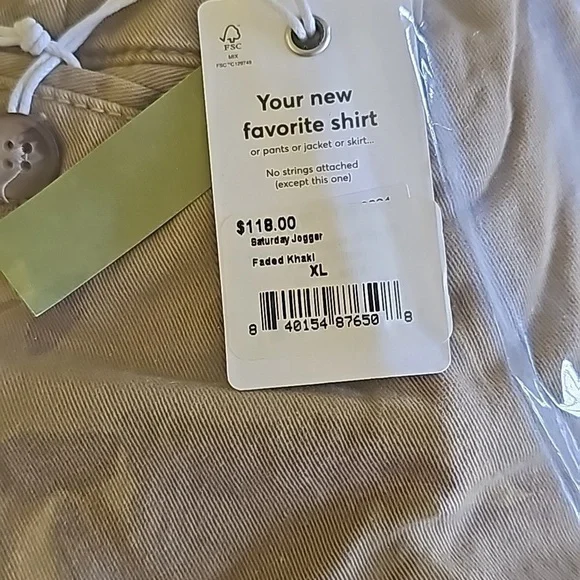 FSC
MIX
Your new
favorite shirt
or pants or jacket or skirt...
No strings attached
(except this one)
$118.00
Saturday Jogger
Faded Khaki
XL
8 40154 87650 8